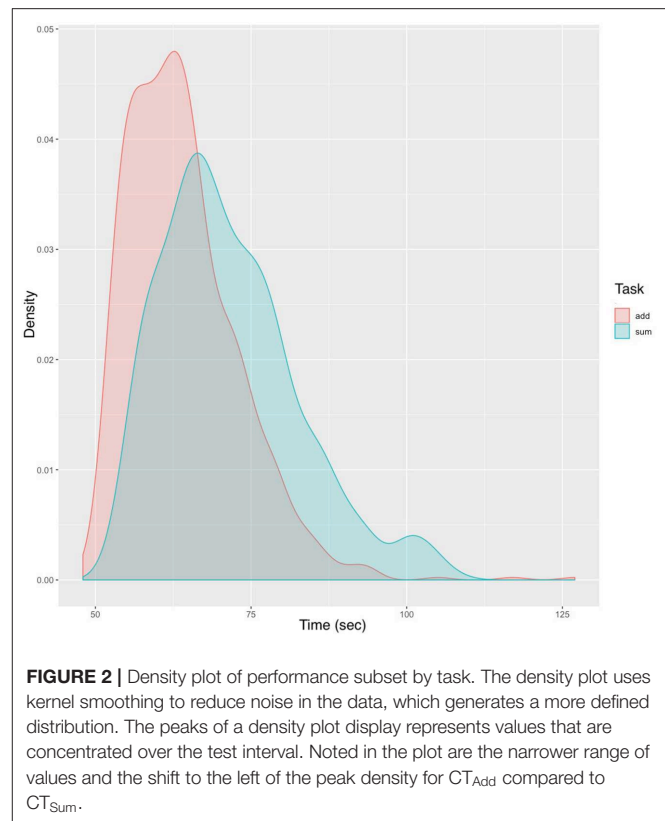 0.05
0.04
0.03
0.02
0.01
0.00
Density
50
75
100
125
Time (sec)
Task
add
sum
FIGURE 2 | Density plot of performance subset by task. The density plot uses
kernel smoothing to reduce noise in the data, which generates a more defined
distribution. The peaks of a density plot display represents values that are
concentrated over the test interval. Noted in the plot are the narrower range of
values and the shift to the left of the peak density for CTAdd compared to
CTSum.